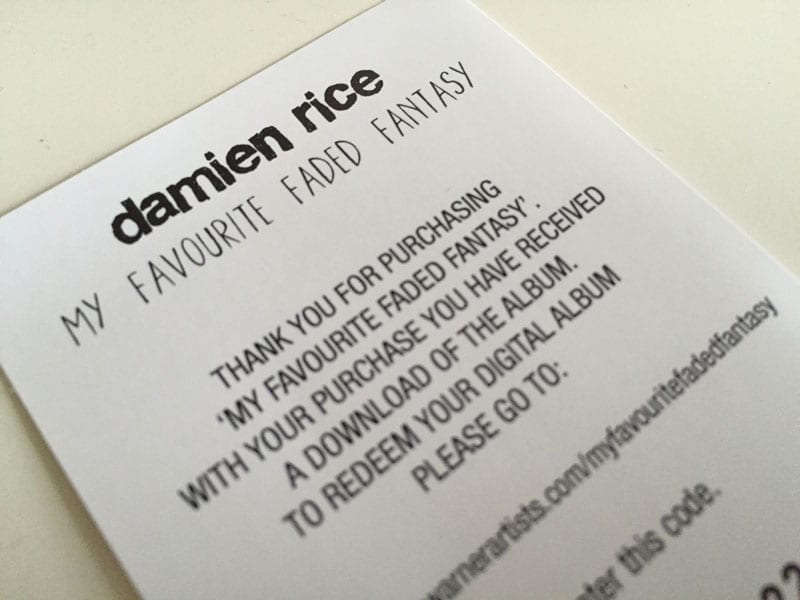 damien rice
MY FAVOURITE FADED FANTASY
THANK YOU FOR PURCHASING
'MY FAVOURITE FADED FANTASY'.
WITH YOUR PURCHASE YOU HAVE RECEIVED
A DOWNLOAD OF THE ALBUM.
TO REDEEM YOUR DIGITAL ALBUM
PLEASE GO TO:
warnerartists.com/myfavouritefadedfantasy
this code.